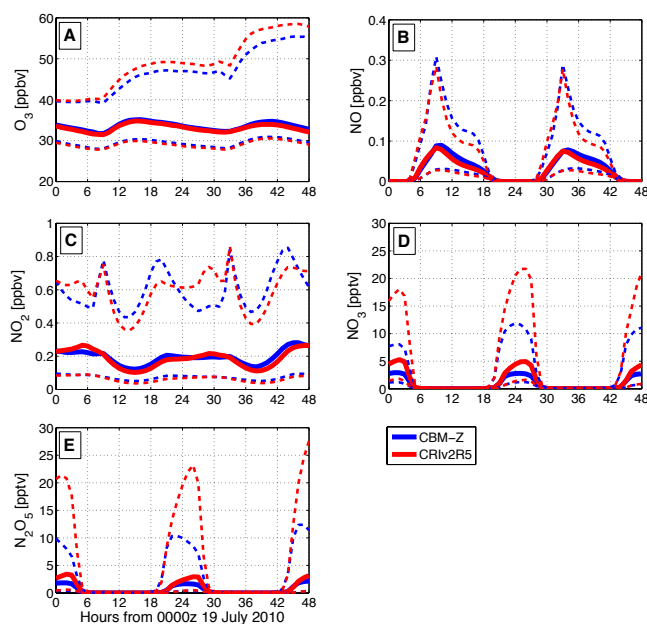 A
O3 [ppbv]
60
50
40
30
20
0 6 12 18 24 30 36 42 48
B
NO [ppbv]
0.4
0.3
0.2
0.1
0
0 6 12 18 24 30 36 42 48
C
NO2 [ppbv]
1
0.8
0.6
0.4
0.2
0
0 6 12 18 24 30 36 42 48
D
NO3 [pptv]
30
25
20
15
10
5
0
0 6 12 18 24 30 36 42 48
CBM-Z
CRIv2R5
E
N2O5 [pptv]
30
25
20
15
10
5
0
0 6 12 18 24 30 36 42 48
Hours from 0000z 19 July 2010